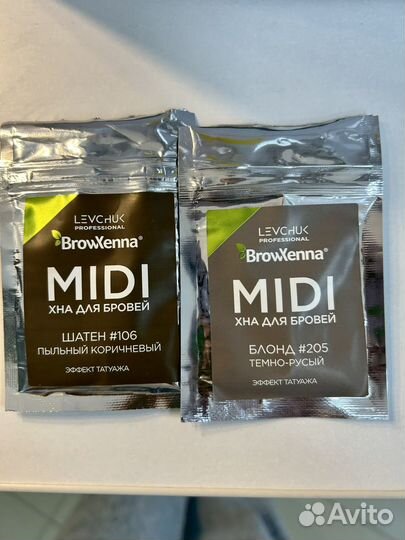 LEVCHUK
PROFESSIONAL
BrowXenna®
MIDI
ХНА ДЛЯ БРОВЕЙ
ШАТЕН #106
ПЫЛЬНЫЙ КОРИЧНЕВЫЙ
ЭФФЕКТ ТАТУАЖА
LEVCHUK
PROFESSIONAL
BrowXenna®
MIDI
ХНА ДЛЯ БРОВЕЙ
БЛОНД #205
ТЕМНО-РУСЫЙ
ЭФФЕКТ ТАТУАЖА
Avito